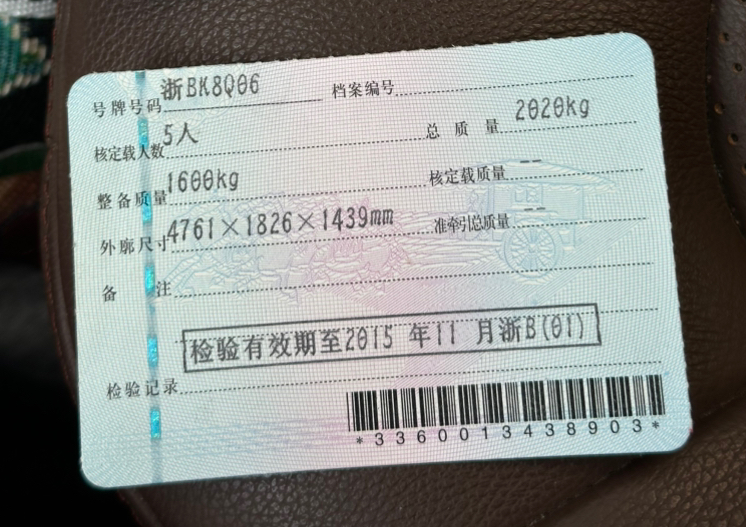 号牌号码 浙BK8Q06 档案编号
核定载人数 5人 总质量 2020kg
整备质量 1600kg 核定载质量 --
外廓尺寸 4761×1826×1439mm 准牵引总质量 --
备注
检验有效期至2015 年11 月浙B(01)
检验记录
*3360013438903*